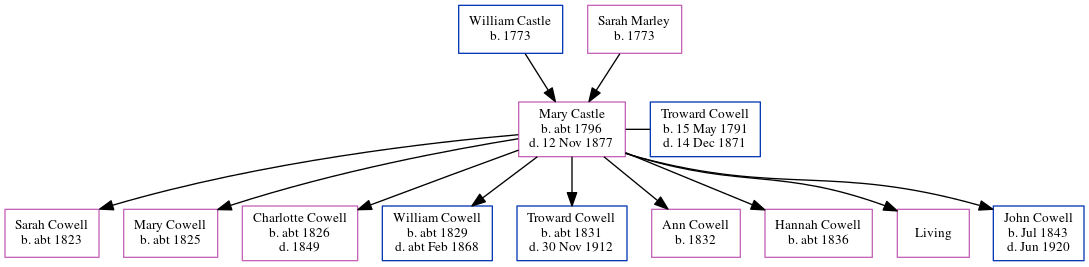 William Castle
b. 1773
Sarah Marley
b. 1773
Mary Castle
b. abt 1796
d. 12 Nov 1877
Troward Cowell
b. 15 May 1791
d. 14 Dec 1871
Sarah Cowell
b. abt 1823
Mary Cowell
b. abt 1825
Charlotte Cowell
b. abt 1826
d. 1849
William Cowell
b. abt 1829
d. abt Feb 1868
Troward Cowell
b. abt 1831
d. 30 Nov 1912
Ann Cowell
b. 1832
Hannah Cowell
b. abt 1836
Living
John Cowell
b. Jul 1843
d. Jun 1920